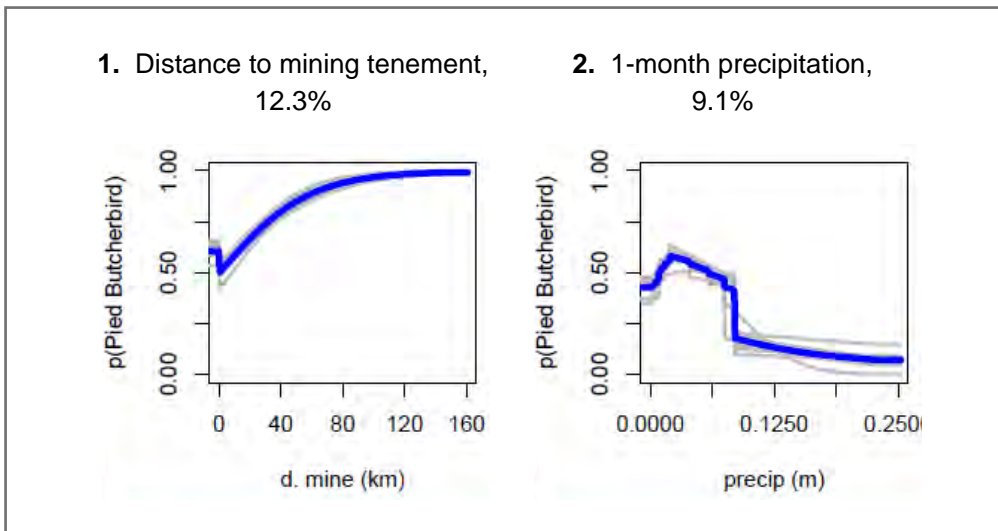 1. Distance to mining tenement,
12.3%
2. 1-month precipitation,
9.1%
p(Pied Butcherbird)
1.00
0.50
0.00
0
40
80
120
160
d. mine (km)
p(Pied Butcherbird)
1.00
0.50
0.00
0.0000
0.1250
0.2500
precip (m)